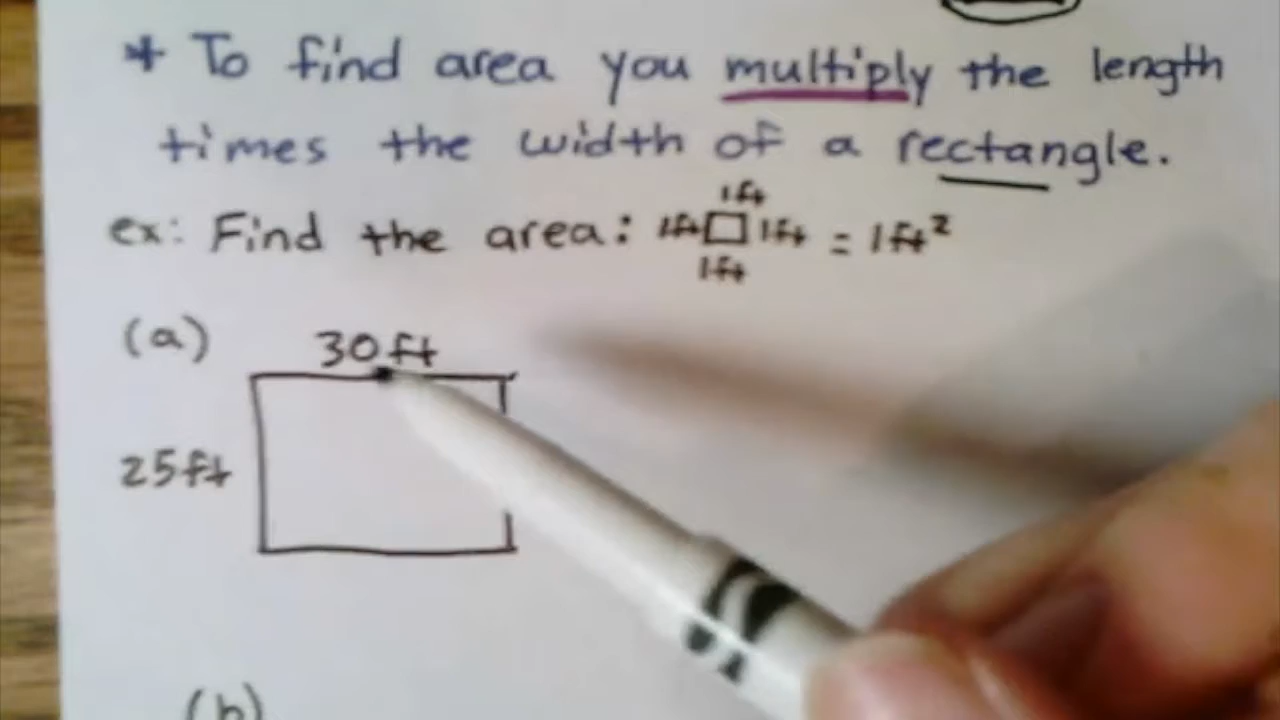 * To find area you multiply the length
times the width of a rectangle.
1ft
ex: Find the area: 1ft 1ft = 1ft²
1ft
(a)
30ft
25ft
(b)